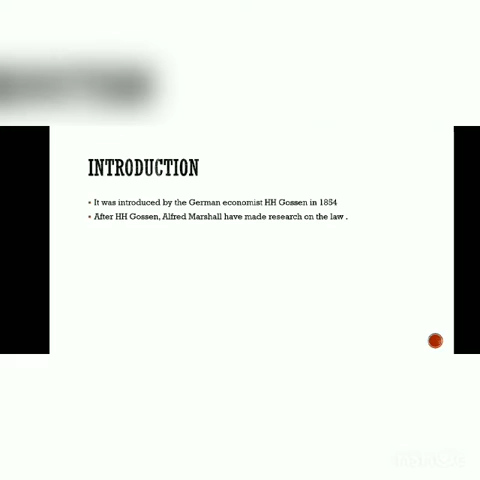 INTRODUCTION
It was introduced by the German economist HH Gossen in 1854
After HH Gossen, Alfred Marshall have made research on the law .